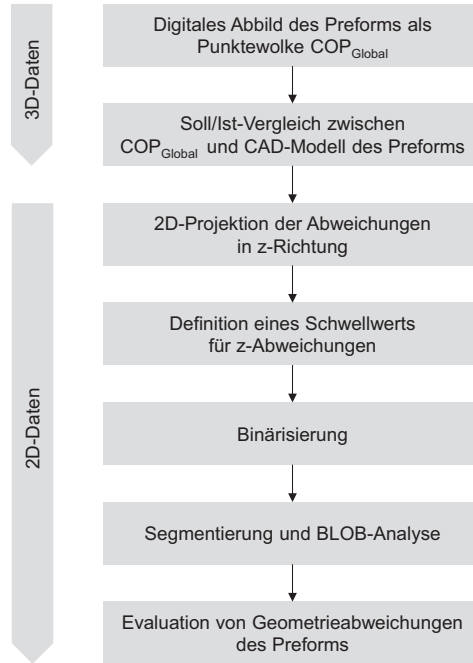 3D-Daten
Digitales Abbild des Preforms als
Punktewolke COP_Global
Soll/Ist-Vergleich zwischen
COP_Global und CAD-Modell des Preforms
2D-Daten
2D-Projektion der Abweichungen
in z-Richtung
Definition eines Schwellwerts
für z-Abweichungen
Binärisierung
Segmentierung und BLOB-Analyse
Evaluation von Geometrieabweichungen
des Preforms